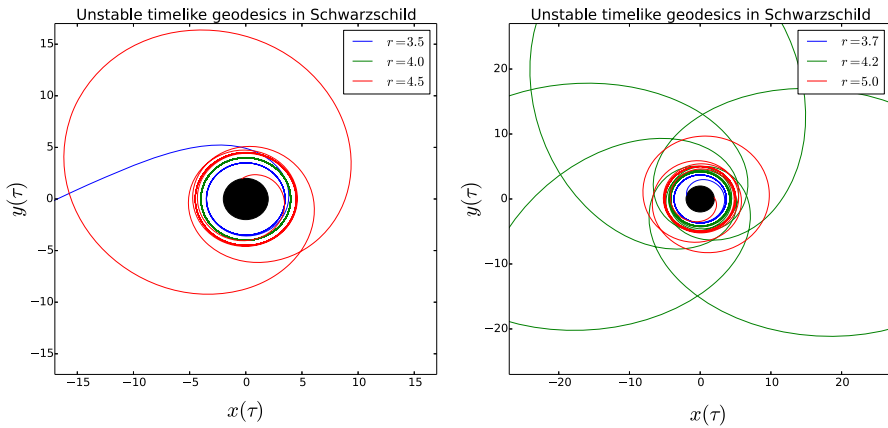 Unstable timelike geodesics in Schwarzschild
15
10
5
0
−5
−10
−15
−15
−10
−5
0
5
10
15
y(τ)
x(τ)
r = 3.5
r = 4.0
r = 4.5
Unstable timelike geodesics in Schwarzschild
20
10
0
−10
−20
−20
−10
0
10
20
y(τ)
x(τ)
r = 3.7
r = 4.2
r = 5.0